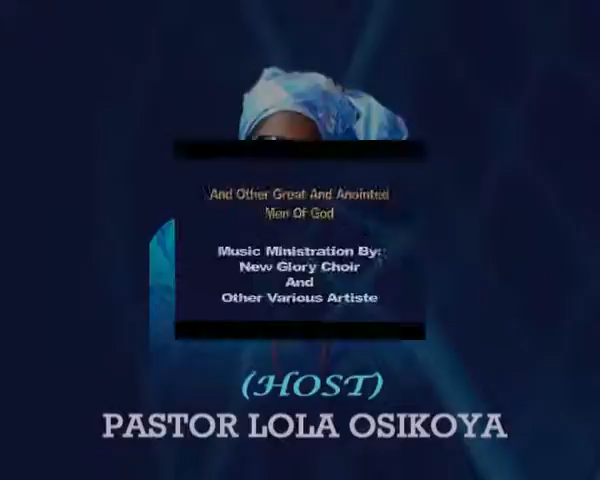 And Other Great And Anointed
Men Of God
Music Ministration By:
New Glory Choir
And
Other Various Artiste
(HOST)
PASTOR LOLA OSIKOYA